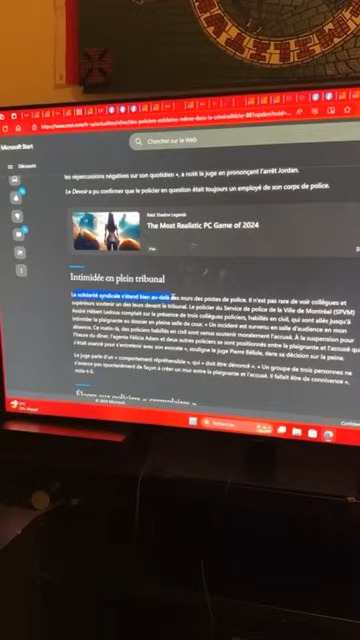 Microsoft Start
Chercher sur le Web
Découvrir
les répercussions négatives sur son quotidien », a noté la juge en prononçant l'arrêt Jordan.
Le Devoir a pu confirmer que le policier en question était toujours un employé de son corps de police.
Raid: Shadow Legends
The Most Realistic PC Game of 2024
Intimidée en plein tribunal
La solidarité syndicale s'étend bien au-delà des murs des postes de police. Il n'est pas rare de voir collègues et
supérieurs soutenir un des leurs devant le tribunal. Le policier du Service de police de la Ville de Montréal (SPVM)
André Hébert Ledoux comptait sur la présence de trois collègues policiers, habillés en civil, qui sont allés jusqu'à
intimider la plaignante au dossier en pleine salle de cour. « Un incident est survenu en salle d'audience en mon
absence. Ce matin-là, des policiers habillés en civil sont venus soutenir moralement l'accusé. À la suspension pour
l'heure du dîner, l'agente Félicia Adam et deux autres policiers se sont positionnés entre la plaignante et l'accusé qui
s'était avancé pour s'entretenir avec son avocate », souligne le juge Pierre Bélisle, dans sa décision sur la peine.
Le juge parle d'un « comportement répréhensible », qui « doit être dénoncé ». « Un groupe de trois personnes ne
s'avance pas spontanément de façon à créer un mur entre la plaignante et l'accusé. Il fallait être de connivence »,
note-t-il.
© 2024 Microsoft
Rechercher